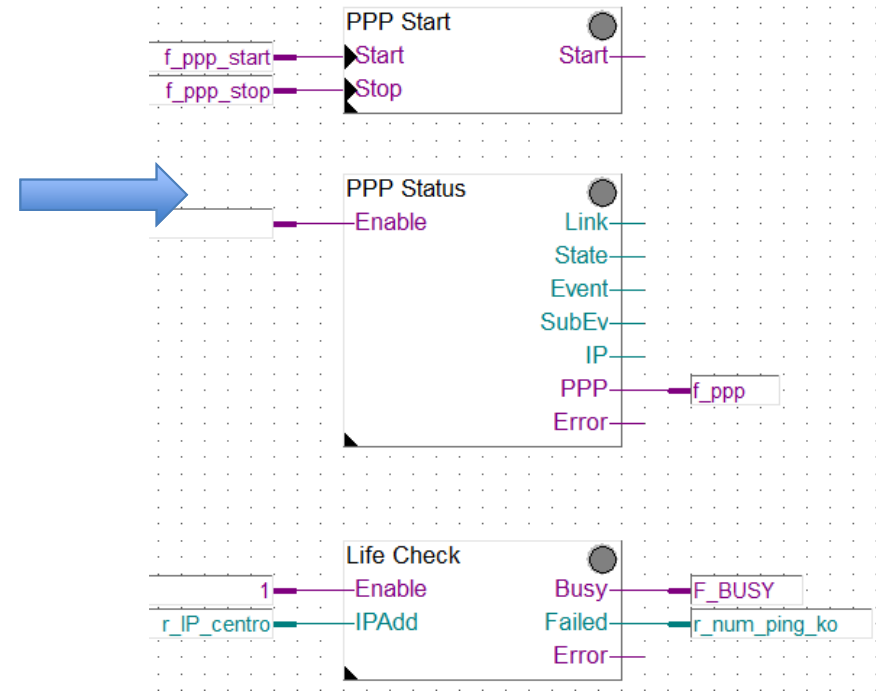 PPP Start
f_ppp_start Start Start
f_ppp_stop Stop
PPP Status
Enable Link
State
Event
SubEv
IP
PPP f_ppp
Error
Life Check
1 Enable Busy F_BUSY
r_IP_centro IPAdd Failed r_num_ping_ko
Error